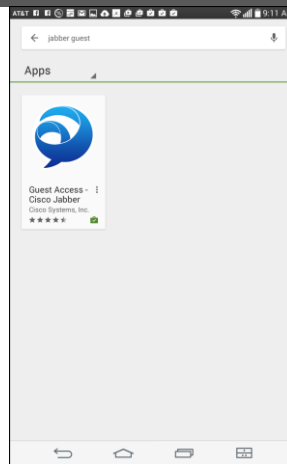 AT&T 9:11 A
jabber guest
Apps
Guest Access -
Cisco Jabber
Cisco Systems, Inc.